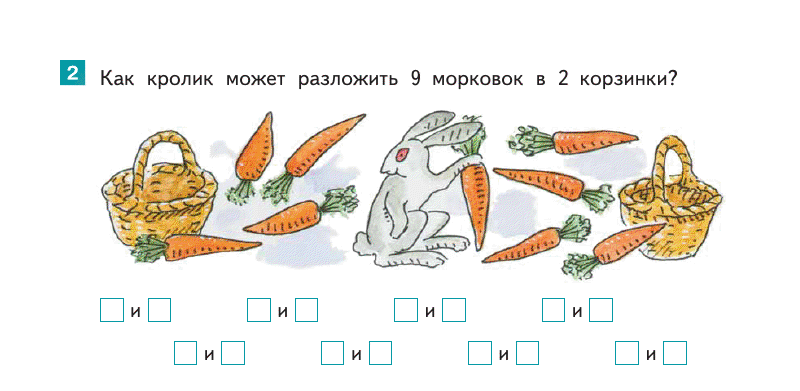 2 Как кролик может разложить 9 морковок в 2 корзинки?
и и и и
и и и и